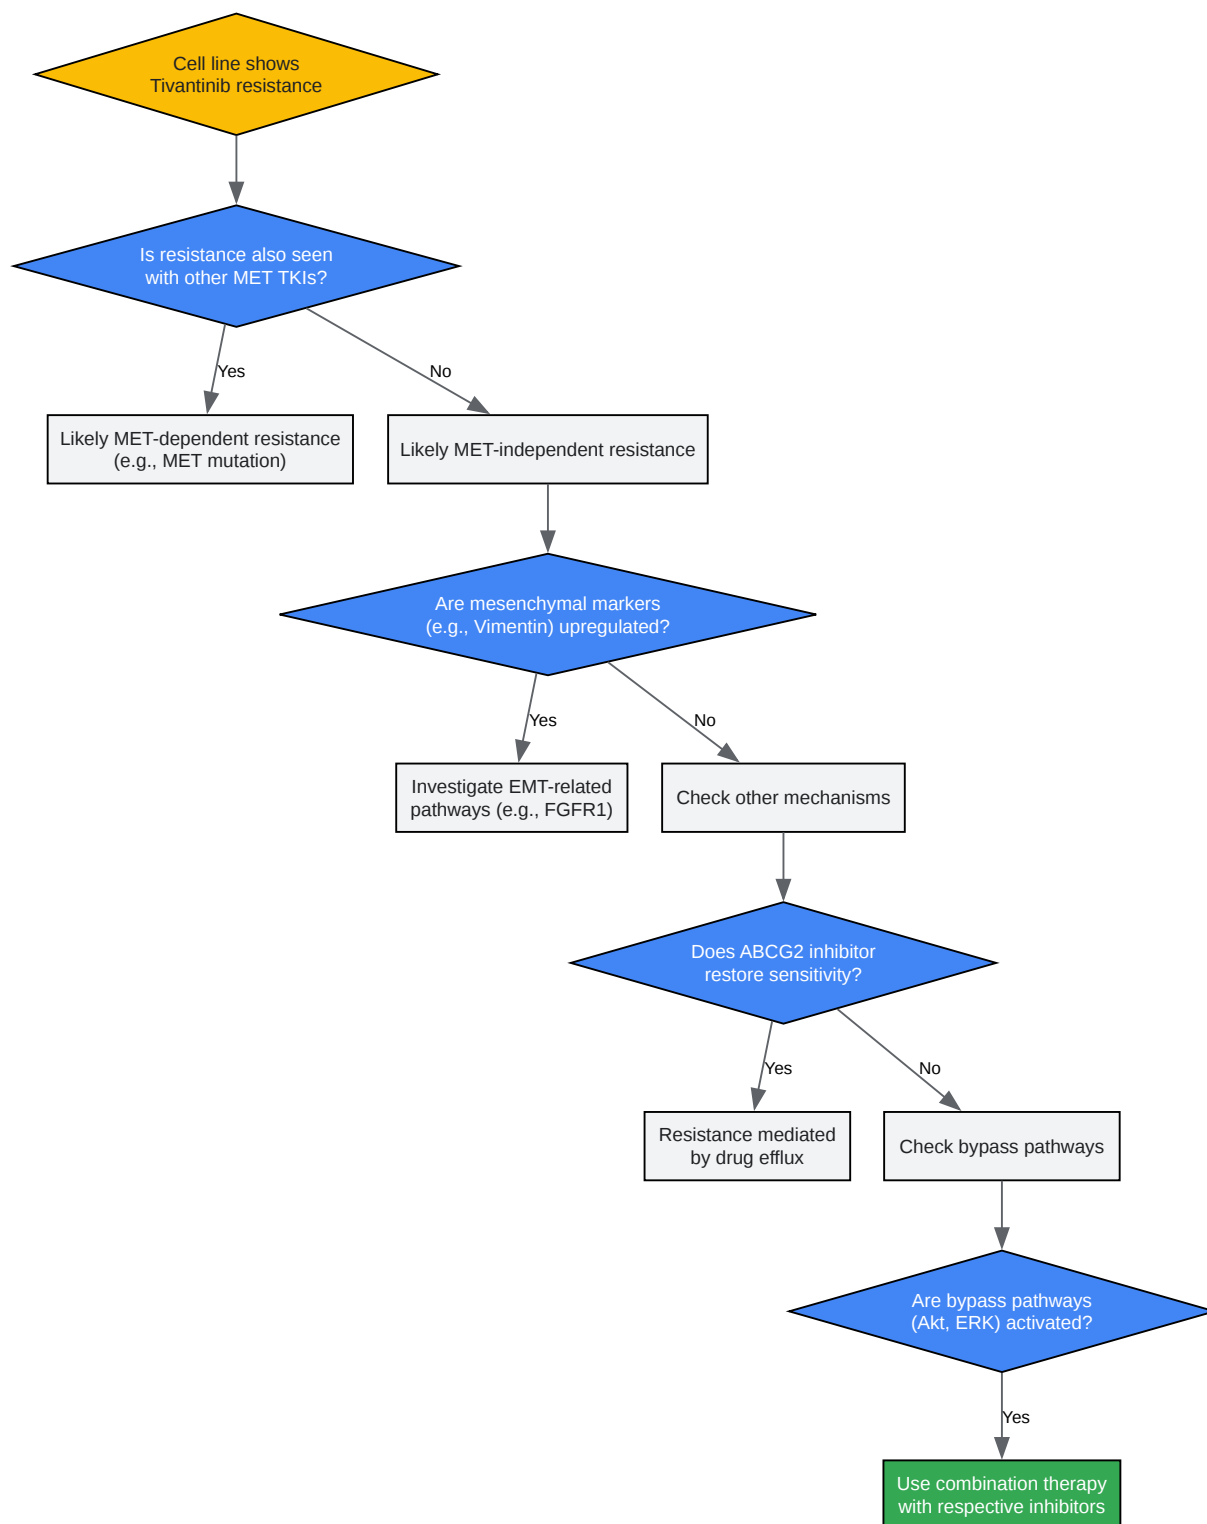 Cell line shows
Tivantinib resistance
Is resistance also seen
with other MET TKIs?
Yes
No
Likely MET-dependent resistance
(e.g., MET mutation)
Likely MET-independent resistance
Are mesenchymal markers
(e.g., Vimentin) upregulated?
Yes
No
Investigate EMT-related
pathways (e.g., FGFR1)
Check other mechanisms
Does ABCG2 inhibitor
restore sensitivity?
Yes
No
Resistance mediated
by drug efflux
Check bypass pathways
Are bypass pathways
(Akt, ERK) activated?
Yes
Use combination therapy
with respective inhibitors